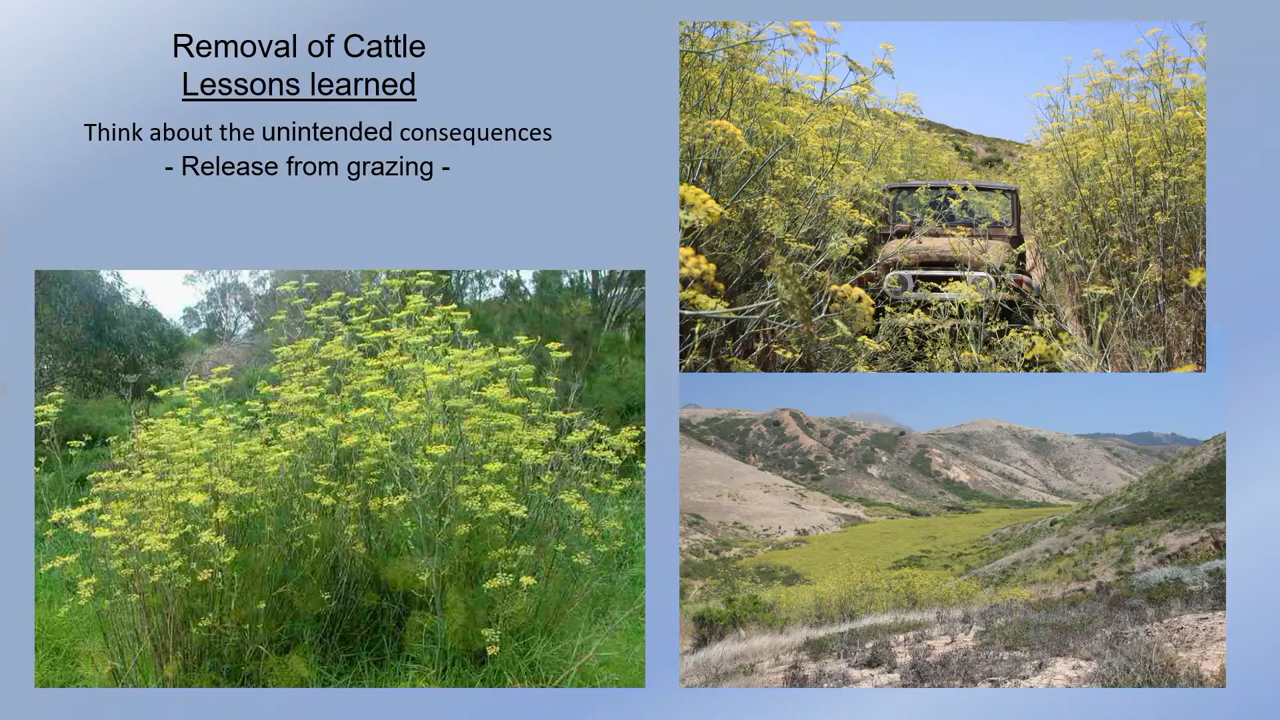 Removal of Cattle
Lessons learned
Think about the unintended consequences
- Release from grazing -